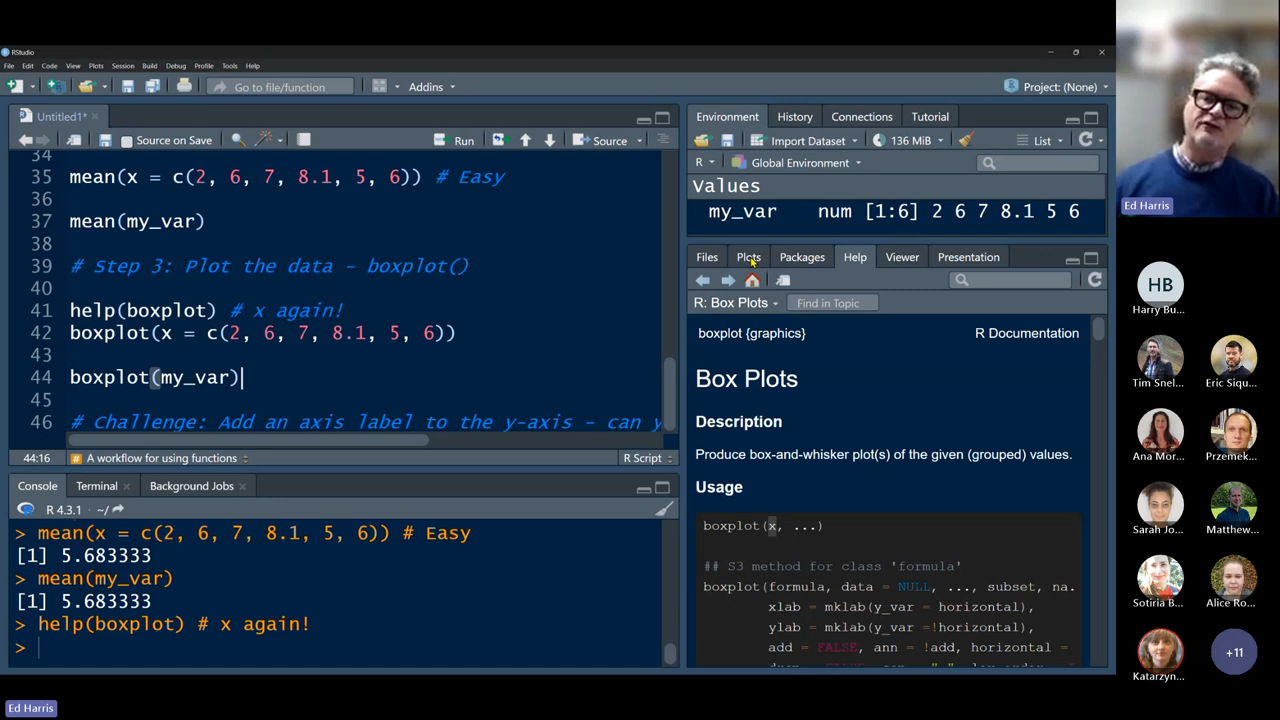 RStudio
File Edit Code View Plots Session Build Debug Profile Tools Help
Go to file/function Addins Project: (None)
Untitled1*
Source on Save Run Source
34
35 mean(x = c(2, 6, 7, 8.1, 5, 6)) # Easy
36
37 mean(my_var)
38
39 # Step 3: Plot the data - boxplot()
40
41 help(boxplot) # x again!
42 boxplot(x = c(2, 6, 7, 8.1, 5, 6))
43
44 boxplot(my_var)
45
46 # Challenge: Add an axis label to the y-axis - can y
44:16 A workflow for using functions R Script
Console Terminal Background Jobs
R 4.3.1 · ~/
> mean(x = c(2, 6, 7, 8.1, 5, 6)) # Easy
[1] 5.683333
> mean(my_var)
[1] 5.683333
> help(boxplot) # x again!
>
Environment History Connections Tutorial
Import Dataset 136 MiB List
R Global Environment
Values
my_var num [1:6] 2 6 7 8.1 5 6
Files Plots Packages Help Viewer Presentation
R: Box Plots Find in Topic
boxplot {graphics} R Documentation
Box Plots
Description
Produce box-and-whisker plot(s) of the given (grouped) values.
Usage
boxplot(x, ...)
## S3 method for class 'formula'
boxplot(formula, data = NULL, ..., subset, na.
xlab = mklab(y_var = horizontal),
ylab = mklab(y_var =!horizontal),
add = FALSE, ann = !add, horizontal =
Ed Harris
HB
Harry Bu...
Tim Snel...
Eric Siqu...
Ana Mor...
Przemek...
Sarah Jo...
Matthew...
Sotiria B...
Alice Ro...
Katarzyn...
+11
Ed Harris